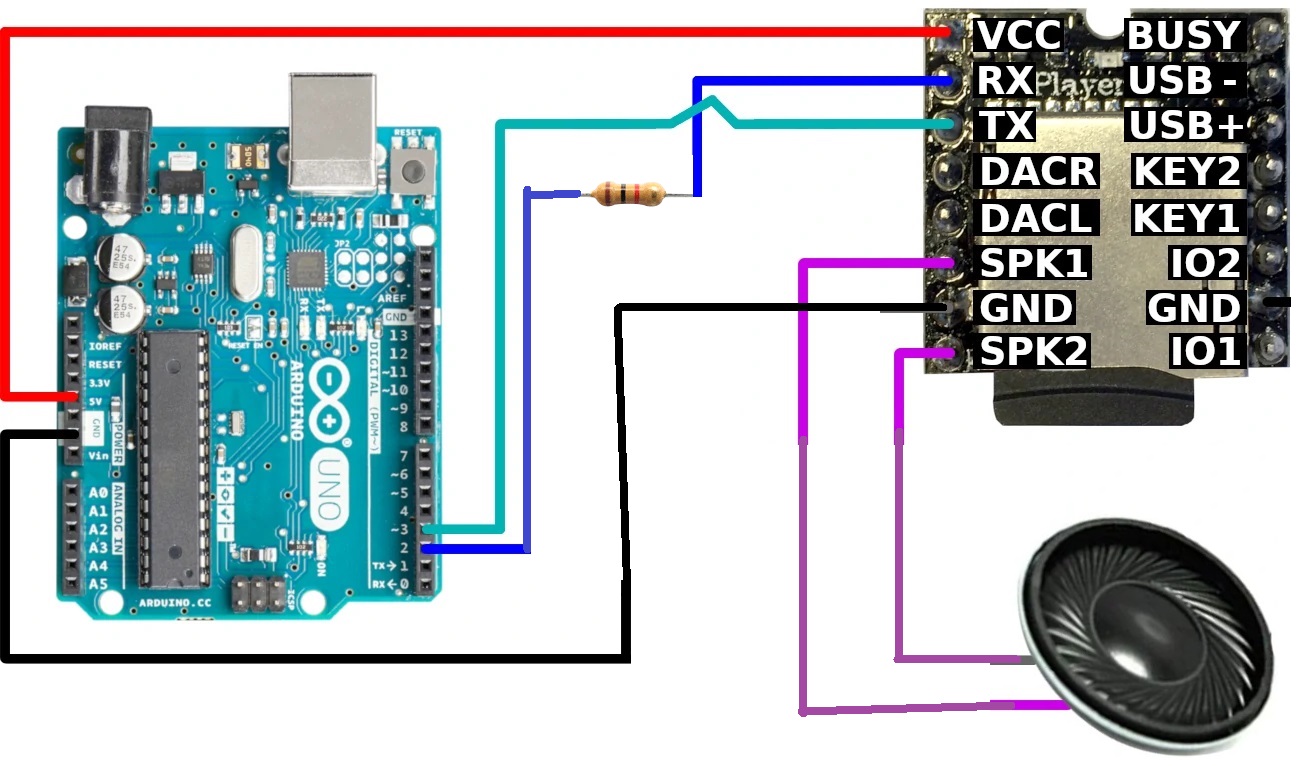 VCC BUSY
RX Player USB -
TX USB+
DACR KEY2
DACL KEY1
SPK1 IO2
GND GND
SPK2 IO1
RESET
47
25S.
ES4
47
25S.
ES4
JP2
RX
TX
AREF
GND
RESET EN
13
12
~11
~10
~9
8
7
~6
~5
4
~3
2
TX→1
RX←0
DIGITAL (PWM~)
IOREF
RESET
3.3V
5V
GND
Vin
POWER
A0
A1
A2
A3
A4
A5
ANALOG IN
ARDUINO
UNO
ON
ICSP
ARDUINO.CC